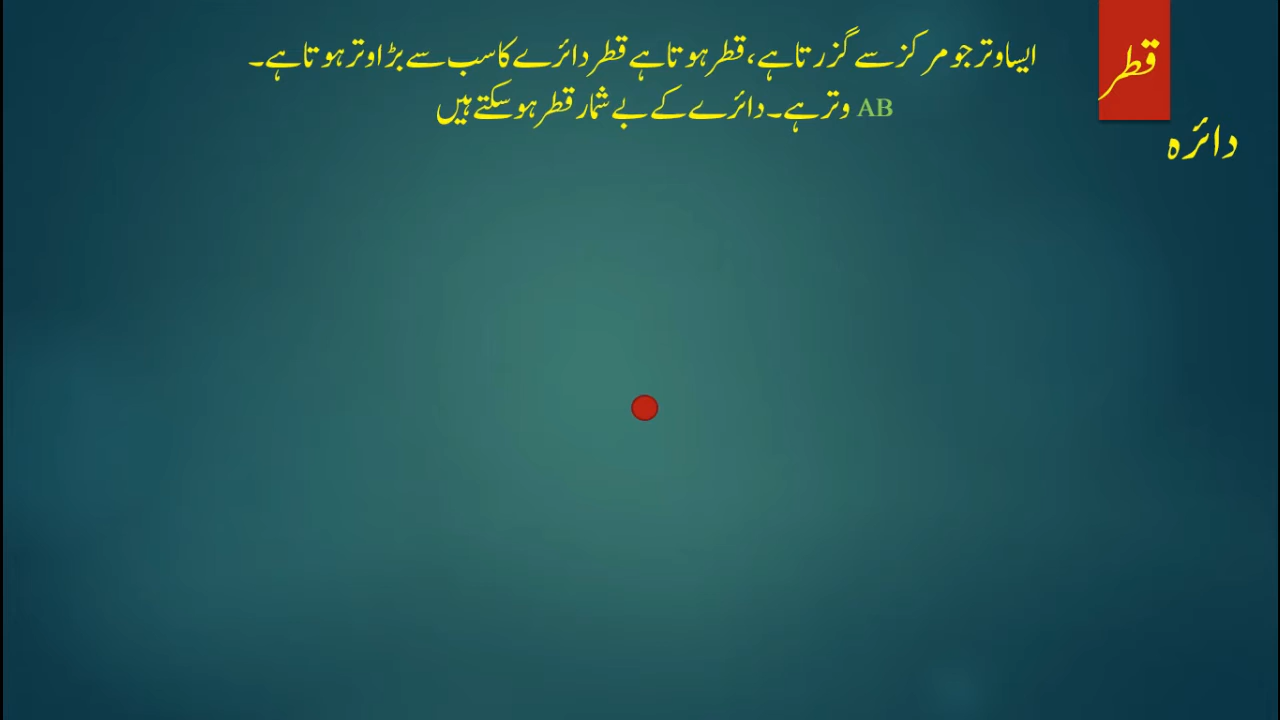 قطر
دائرہ
ایسا وتر جو مرکز سے گزرتا ہے، قطر ہوتا ہے قطر دائرے کا سب سے بڑا وتر ہوتا ہے۔
AB وتر ہے۔ دائرے کے بے شمار قطر ہو سکتے ہیں